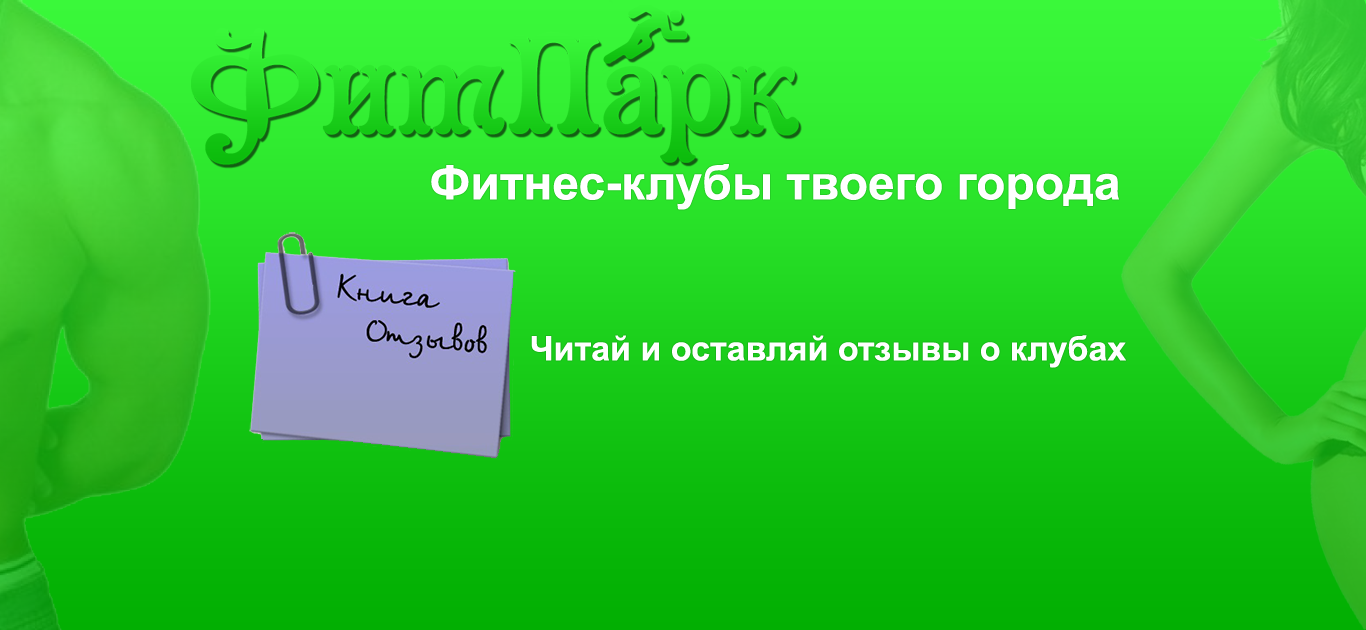 ФитПарк
Фитнес-клубы твоего города
Книга
Отзывов
Читай и оставляй отзывы о клубах